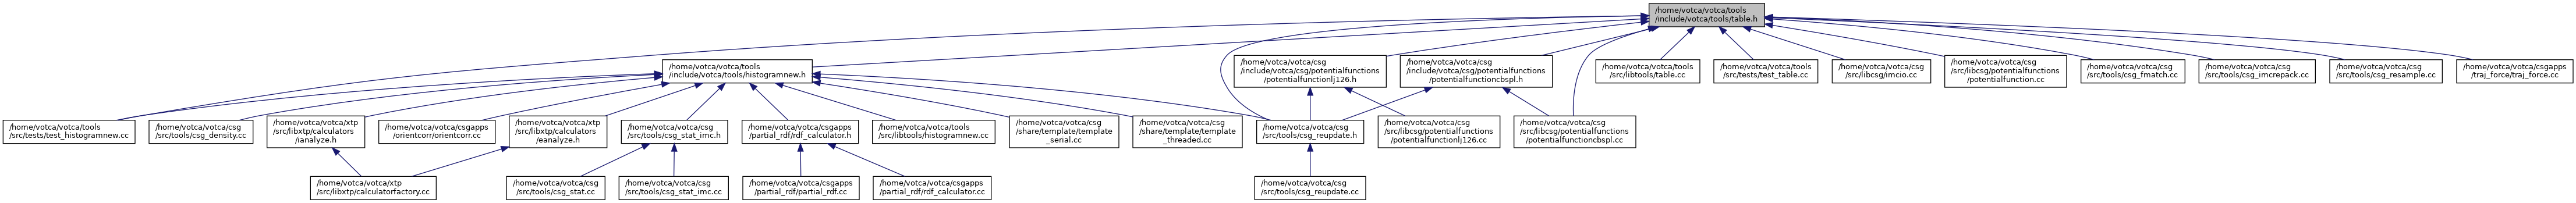 /home/votca/votca/tools
/include/votca/tools/table.h
/home/votca/votca/tools
/include/votca/tools/histogramnew.h
/home/votca/votca/csg
/include/votca/csg/potentialfunctions
/potentialfunctionlj126.h
/home/votca/votca/csg
/include/votca/csg/potentialfunctions
/potentialfunctioncbspl.h
/home/votca/votca/tools
/src/libtools/table.cc
/home/votca/votca/tools
/src/tests/test_table.cc
/home/votca/votca/csg
/src/libcsg/imcio.cc
/home/votca/votca/csg
/src/libcsg/potentialfunctions
/potentialfunction.cc
/home/votca/votca/csg
/src/tools/csg_fmatch.cc
/home/votca/votca/csg
/src/tools/csg_imcrepack.cc
/home/votca/votca/csg
/src/tools/csg_resample.cc
/home/votca/votca/csgapps
/traj_force/traj_force.cc
/home/votca/votca/tools
/src/tests/test_histogramnew.cc
/home/votca/votca/csg
/src/tools/csg_density.cc
/home/votca/votca/xtp
/src/libxtp/calculators
/ianalyze.h
/home/votca/votca/csgapps
/orientcorr/orientcorr.cc
/home/votca/votca/xtp
/src/libxtp/calculators
/eanalyze.h
/home/votca/votca/csg
/src/tools/csg_stat_imc.h
/home/votca/votca/csgapps
/partial_rdf/rdf_calculator.h
/home/votca/votca/tools
/src/libtools/histogramnew.cc
/home/votca/votca/csg
/share/template/template
_serial.cc
/home/votca/votca/csg
/share/template/template
_threaded.cc
/home/votca/votca/csg
/src/tools/csg_reupdate.h
/home/votca/votca/csg
/src/libcsg/potentialfunctions
/potentialfunctionlj126.cc
/home/votca/votca/csg
/src/libcsg/potentialfunctions
/potentialfunctioncbspl.cc
/home/votca/votca/xtp
/src/libxtp/calculatorfactory.cc
/home/votca/votca/csg
/src/tools/csg_stat.cc
/home/votca/votca/csg
/src/tools/csg_stat_imc.cc
/home/votca/votca/csgapps
/partial_rdf/partial_rdf.cc
/home/votca/votca/csgapps
/partial_rdf/rdf_calculator.cc
/home/votca/votca/csg
/src/tools/csg_reupdate.cc